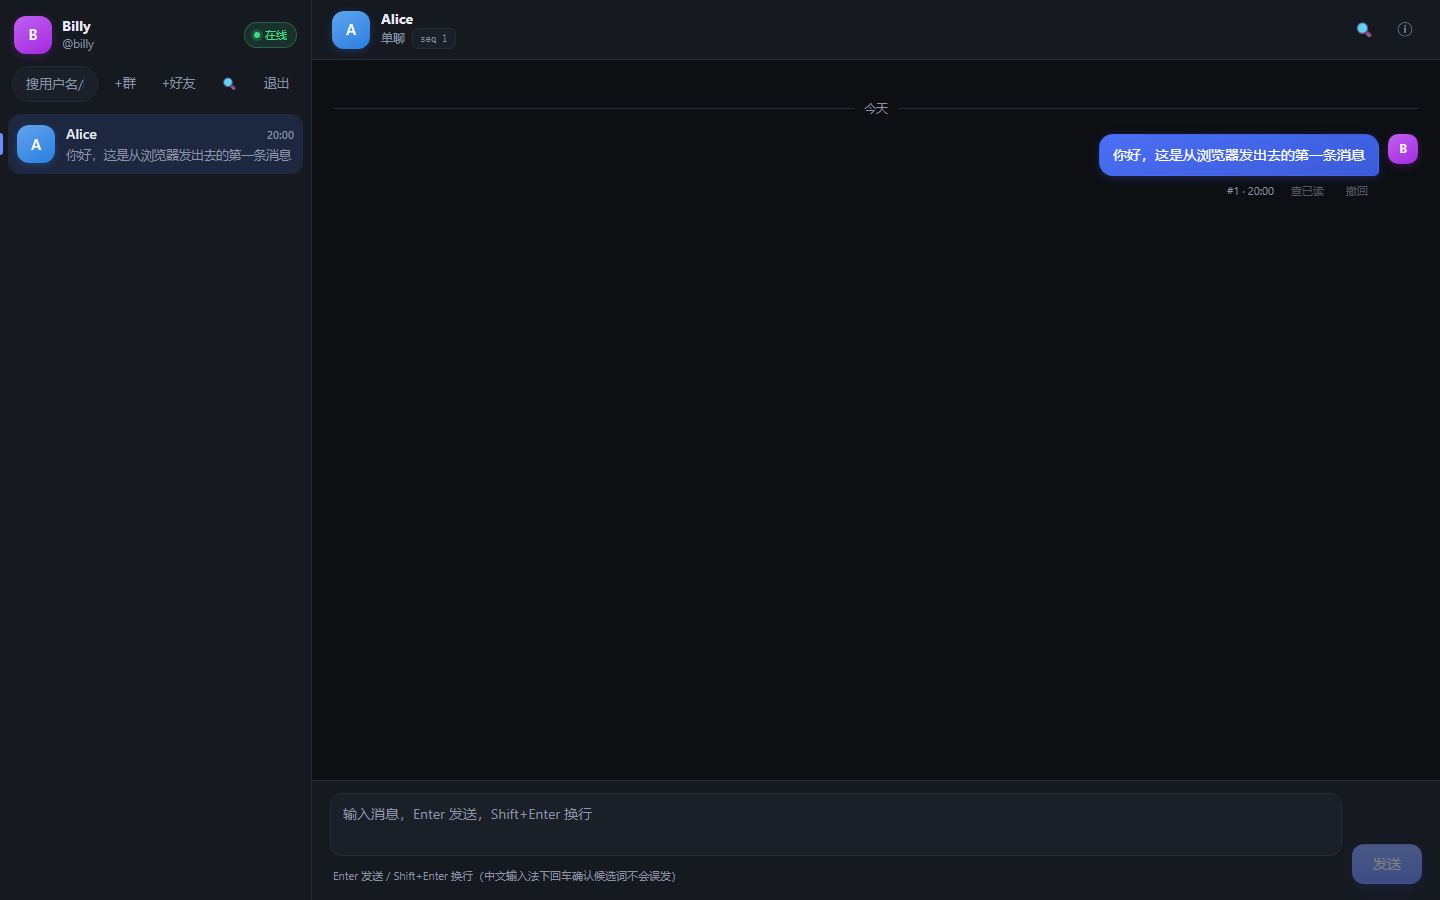 B
Billy
@billy
在线
搜用户名/
+群
+好友
退出
A
Alice
20:00
你好，这是从浏览器发出去的第一条消息
A
Alice
单聊
seq 1
今天
你好，这是从浏览器发出去的第一条消息
B
#1 · 20:00
查已读
撤回
输入消息，Enter 发送，Shift+Enter 换行
Enter 发送 / Shift+Enter 换行（中文输入法下回车确认候选词不会误发）
发送